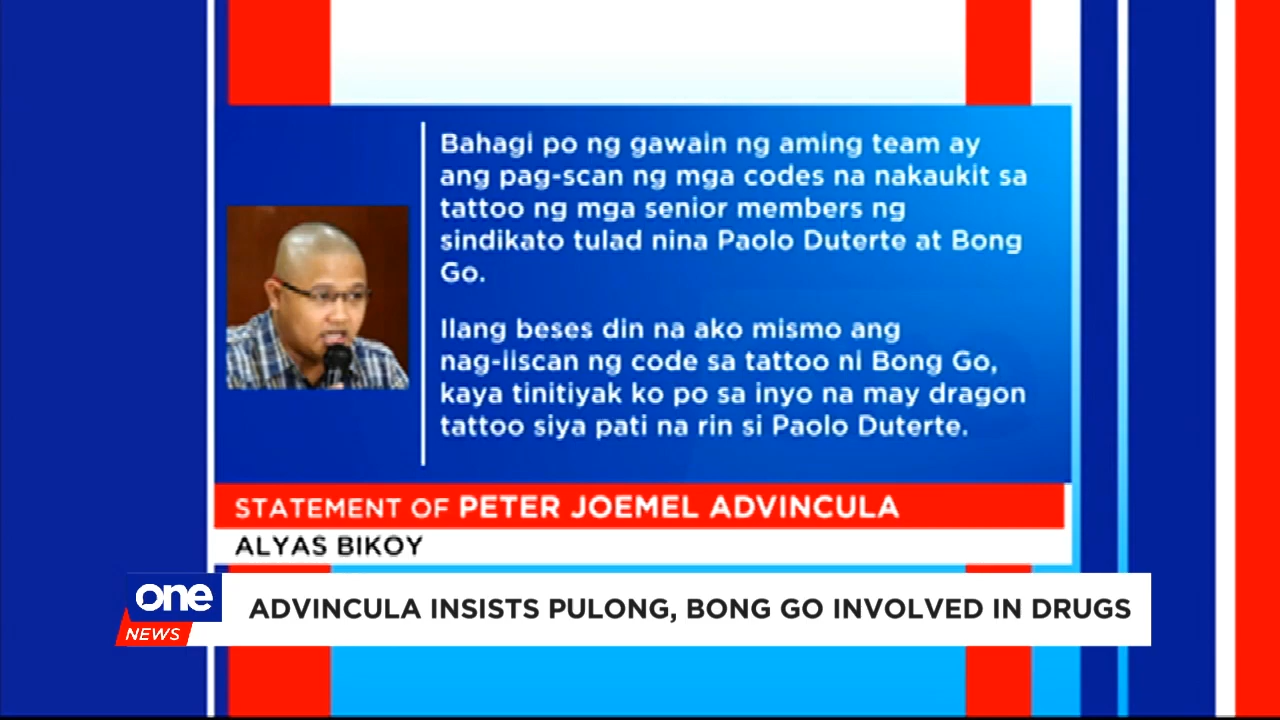 Bahagi po ng gawain ng aming team ay
ang pag-scan ng mga codes na nakaukit sa
tattoo ng mga senior members ng
sindikato tulad nina Paolo Duterte at Bong
Go.
Ilang beses din na ako mismo ang
nag-iiscan ng code sa tattoo ni Bong Go,
kaya tinitiyak ko po sa inyo na may dragon
tattoo siya pati na rin si Paolo Duterte.
STATEMENT OF PETER JOEMEL ADVINCULA
ALYAS BIKOY
one
NEWS
ADVINCULA INSISTS PULONG, BONG GO INVOLVED IN DRUGS